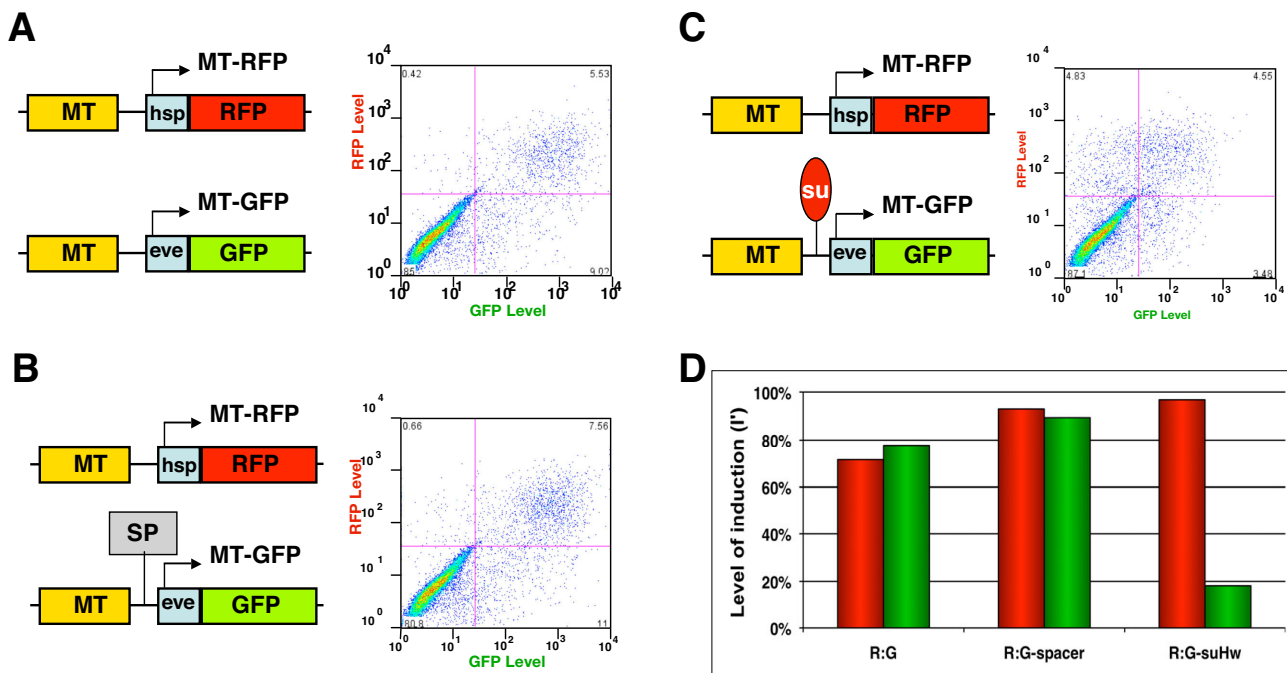 A
MT-RFP
MT
hsp
RFP
MT-GFP
MT
eve
GFP
RFP Level
10 4
10 3
10 2
10 1
10 0
0.42
5.53
85
9.02
10 0
10 1
10 2
10 3
10 4
GFP Level
B
MT-RFP
MT
hsp
RFP
SP
MT-GFP
MT
eve
GFP
RFP Level
10 4
10 3
10 2
10 1
10 0
0.66
7.56
80.8
11
10 0
10 1
10 2
10 3
10 4
GFP Level
C
MT-RFP
MT
hsp
RFP
su
MT-GFP
MT
eve
GFP
RFP Level
10 4
10 3
10 2
10 1
10 0
4.83
4.55
87.1
3.48
10 0
10 1
10 2
10 3
10 4
GFP Level
D
Level of induction (I')
100%
80%
60%
40%
20%
0%
R:G
R:G-spacer
R:G-suHw